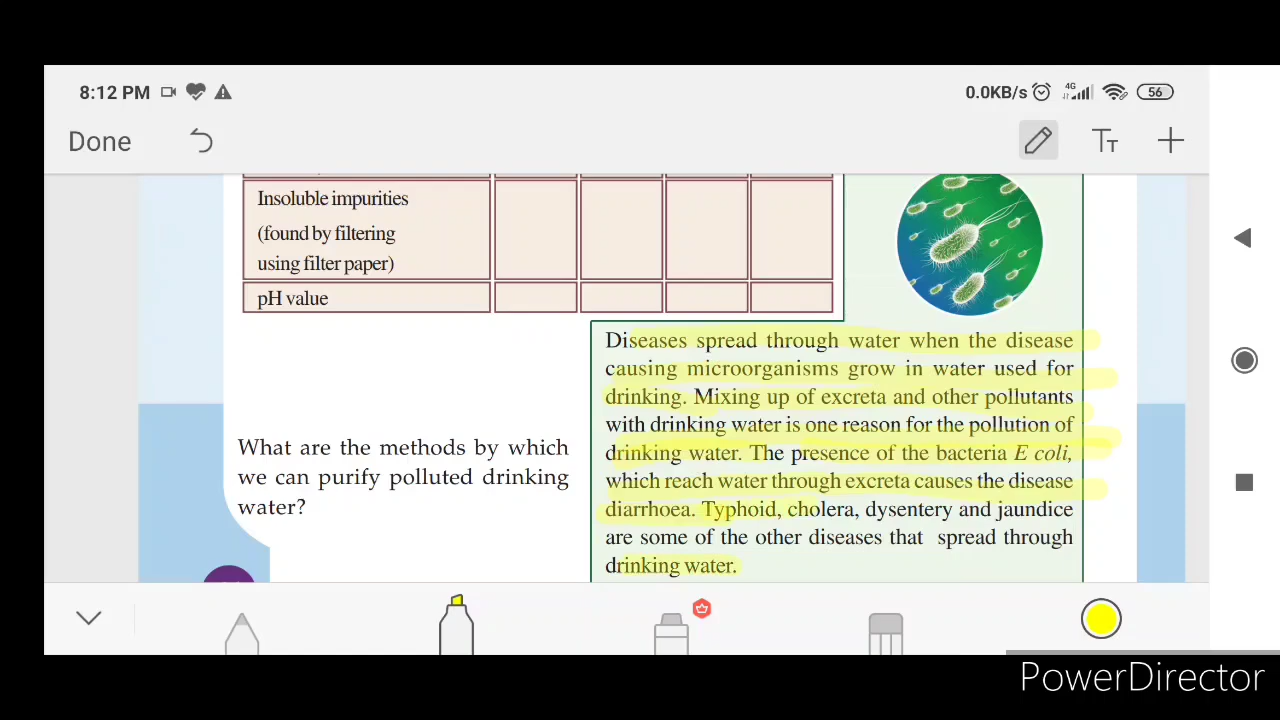 8:12 PM
0.0KB/s 4G 56
Done
TT
Insoluble impurities
(found by filtering
using filter paper)
pH value
What are the methods by which
we can purify polluted drinking
water?
Diseases spread through water when the disease
causing microorganisms grow in water used for
drinking. Mixing up of excreta and other pollutants
with drinking water is one reason for the pollution of
drinking water. The presence of the bacteria E coli,
which reach water through excreta causes the disease
diarrhoea. Typhoid, cholera, dysentery and jaundice
are some of the other diseases that spread through
drinking water.
PowerDirector